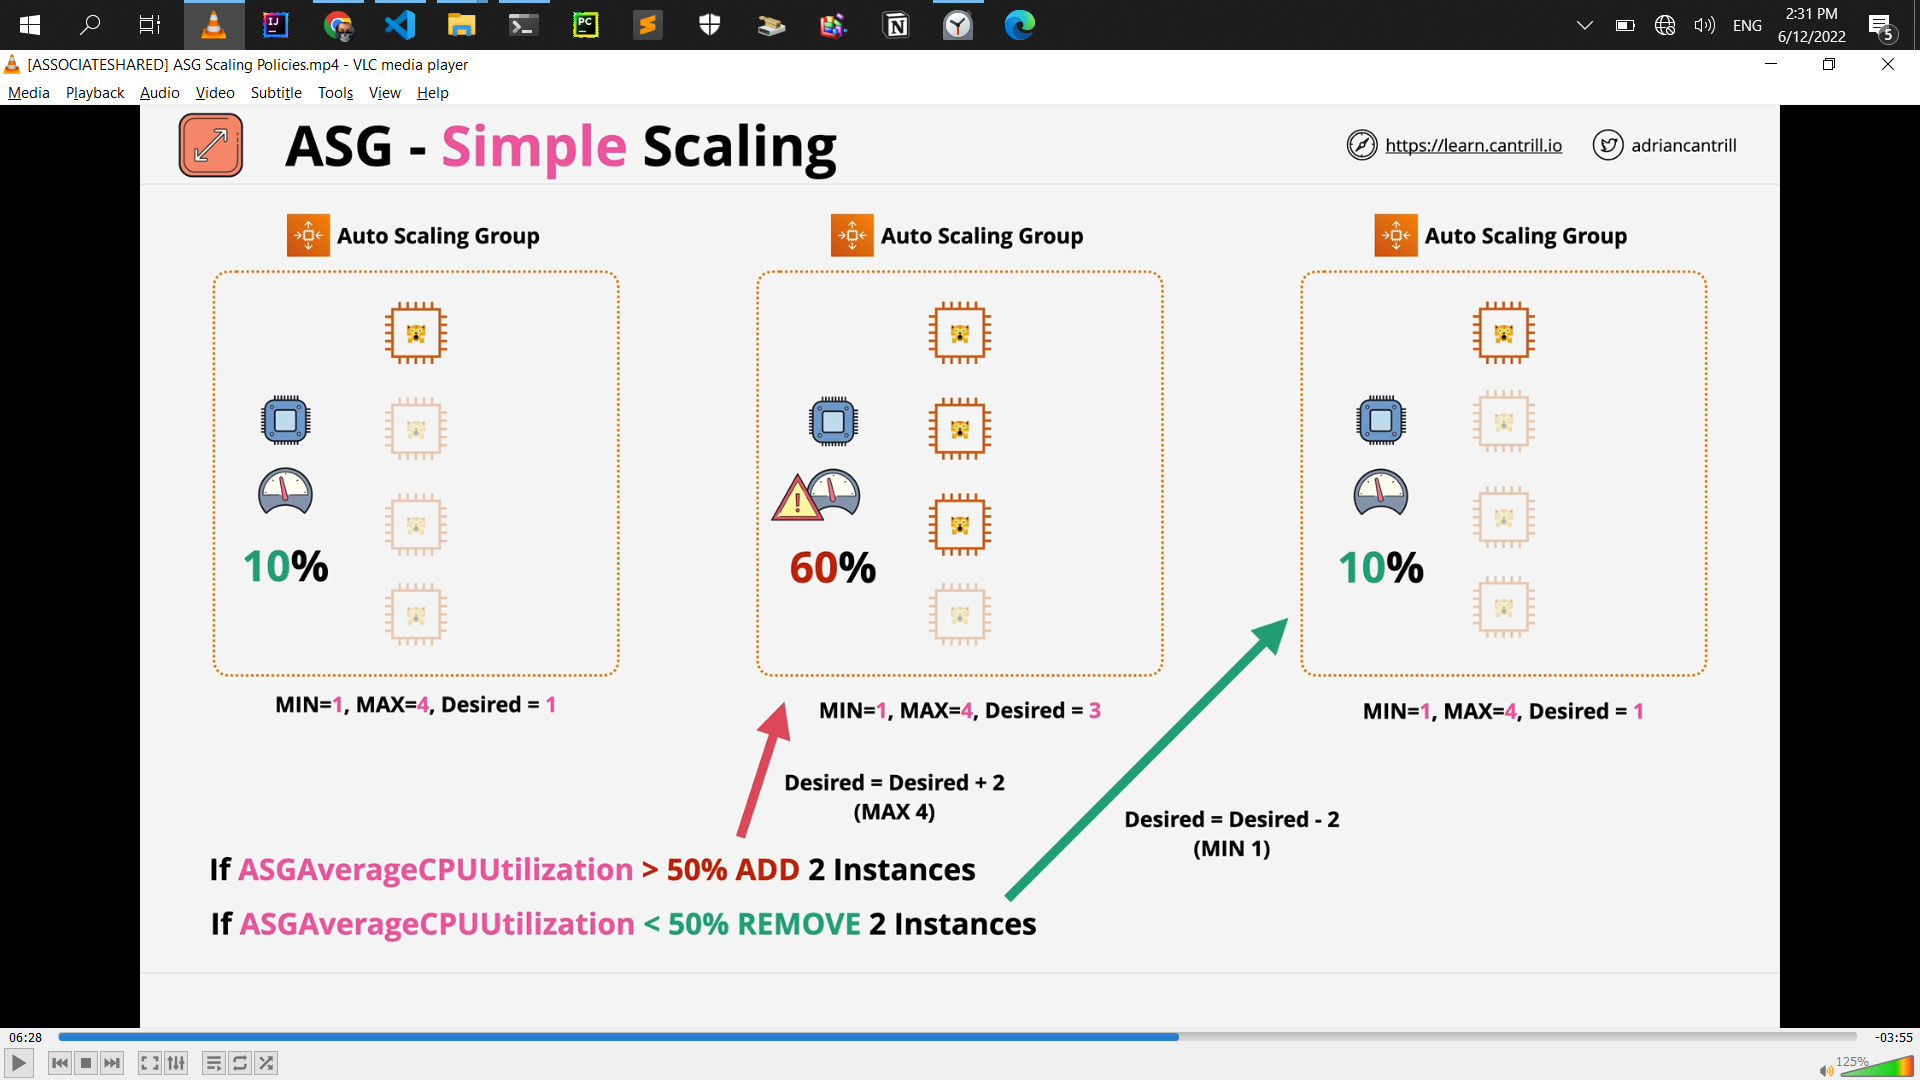 2:31 PM
ENG
6/12/2022
5
[ASSOCIATESHARED] ASG Scaling Policies.mp4 - VLC media player
Media Playback Audio Video Subtitle Tools View Help
ASG - Simple Scaling
https://learn.cantrill.io
adriancantrill
Auto Scaling Group
Auto Scaling Group
Auto Scaling Group
10%
60%
10%
MIN=1, MAX=4, Desired = 1
MIN=1, MAX=4, Desired = 3
MIN=1, MAX=4, Desired = 1
Desired = Desired + 2
(MAX 4)
Desired = Desired - 2
(MIN 1)
If ASGAverageCPUUtilization > 50% ADD 2 Instances
If ASGAverageCPUUtilization < 50% REMOVE 2 Instances
06:28
-03:55
125%